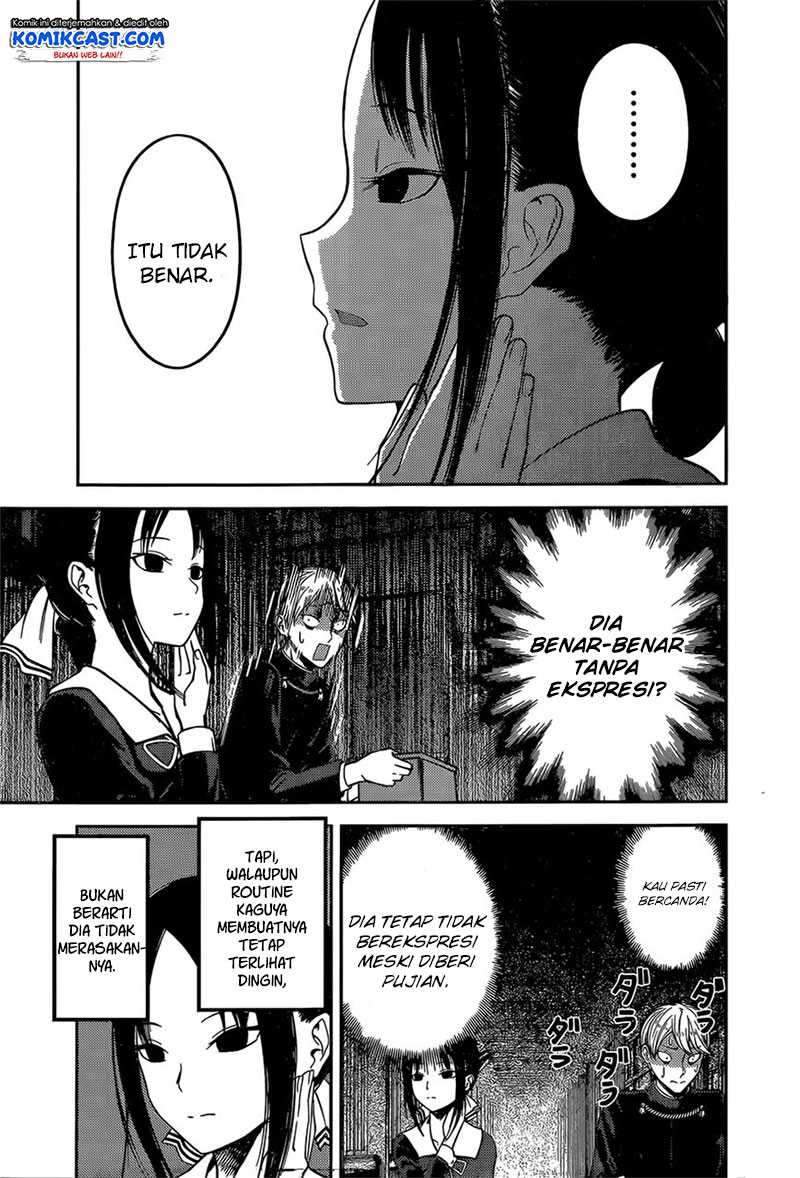 Komik ini diterjemahkan & diedit oleh
KOMIKCAST.COM
BUKAN WEB LAIN!!
.........
ITU TIDAK
BENAR.
DIA
BENAR-BENAR
TANPA
EKSPRESI?
KAU PASTI
BERCANDA!
DIA TETAP TIDAK
BEREKSPRESI
MESKI DIBERI
PUJIAN.
ダラ
ダラ
ダラ
TAPI,
WALAUPUN
ROUTINE
KAGUYA
MEMBUATNYA
TETAP
TERLIHAT
DINGIN,
BUKAN
BERARTI
DIA TIDAK
MERASAKAN-
NYA.